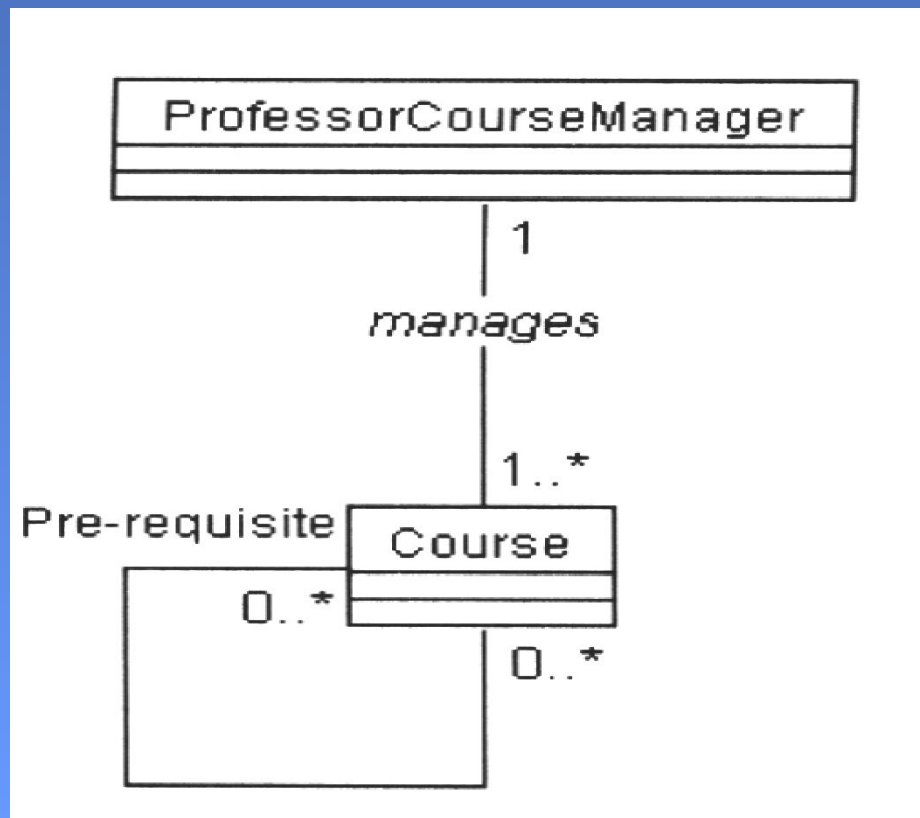 ProfessorCourseManager
1
manages
1..*
Pre-requisite
Course
0..*
0..*